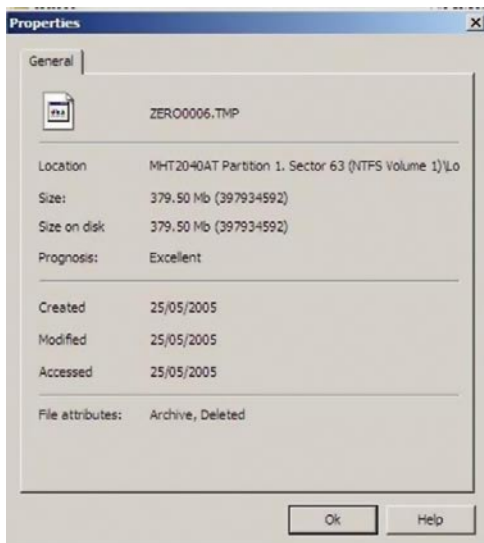 Properties
General
ZERO0006.TMP
Location MHT2040AT Partition 1. Sector 63 (NTFS Volume 1)\Lo
Size: 379.50 Mb (397934592)
Size on disk 379.50 Mb (397934592)
Prognosis: Excellent
Created 25/05/2005
Modified 25/05/2005
Accessed 25/05/2005
File attributes: Archive, Deleted
Ok Help